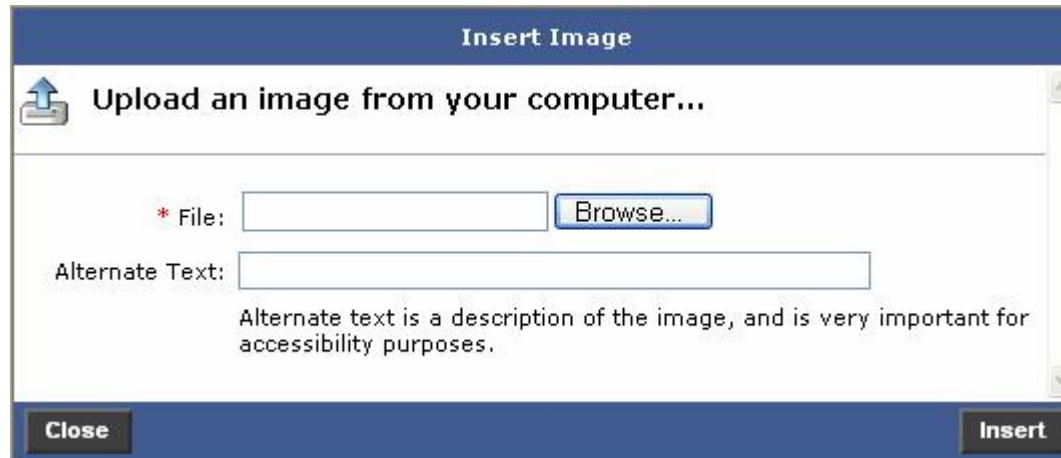 Insert Image
Upload an image from your computer...
* File: Browse...
Alternate Text:
Alternate text is a description of the image, and is very important for
accessibility purposes.
Close Insert